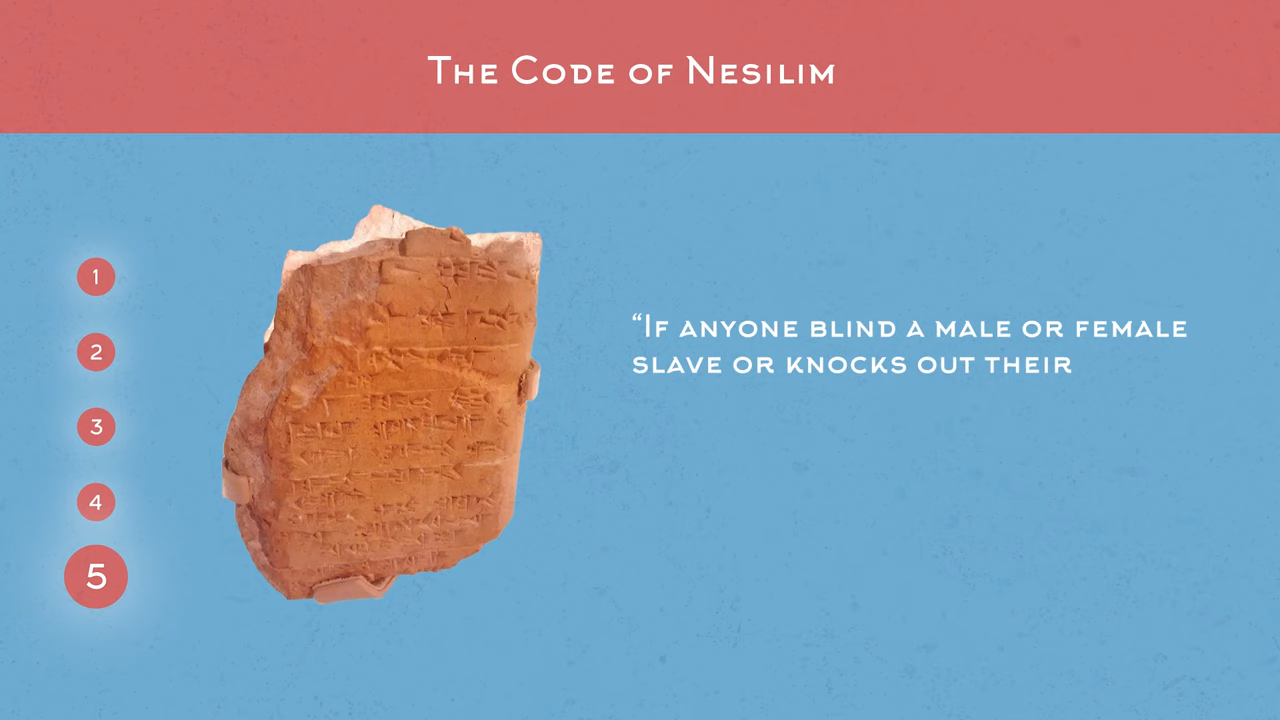 The Code of Nesilim
1
2
3
4
5
“If anyone blind a male or female
slave or knocks out their